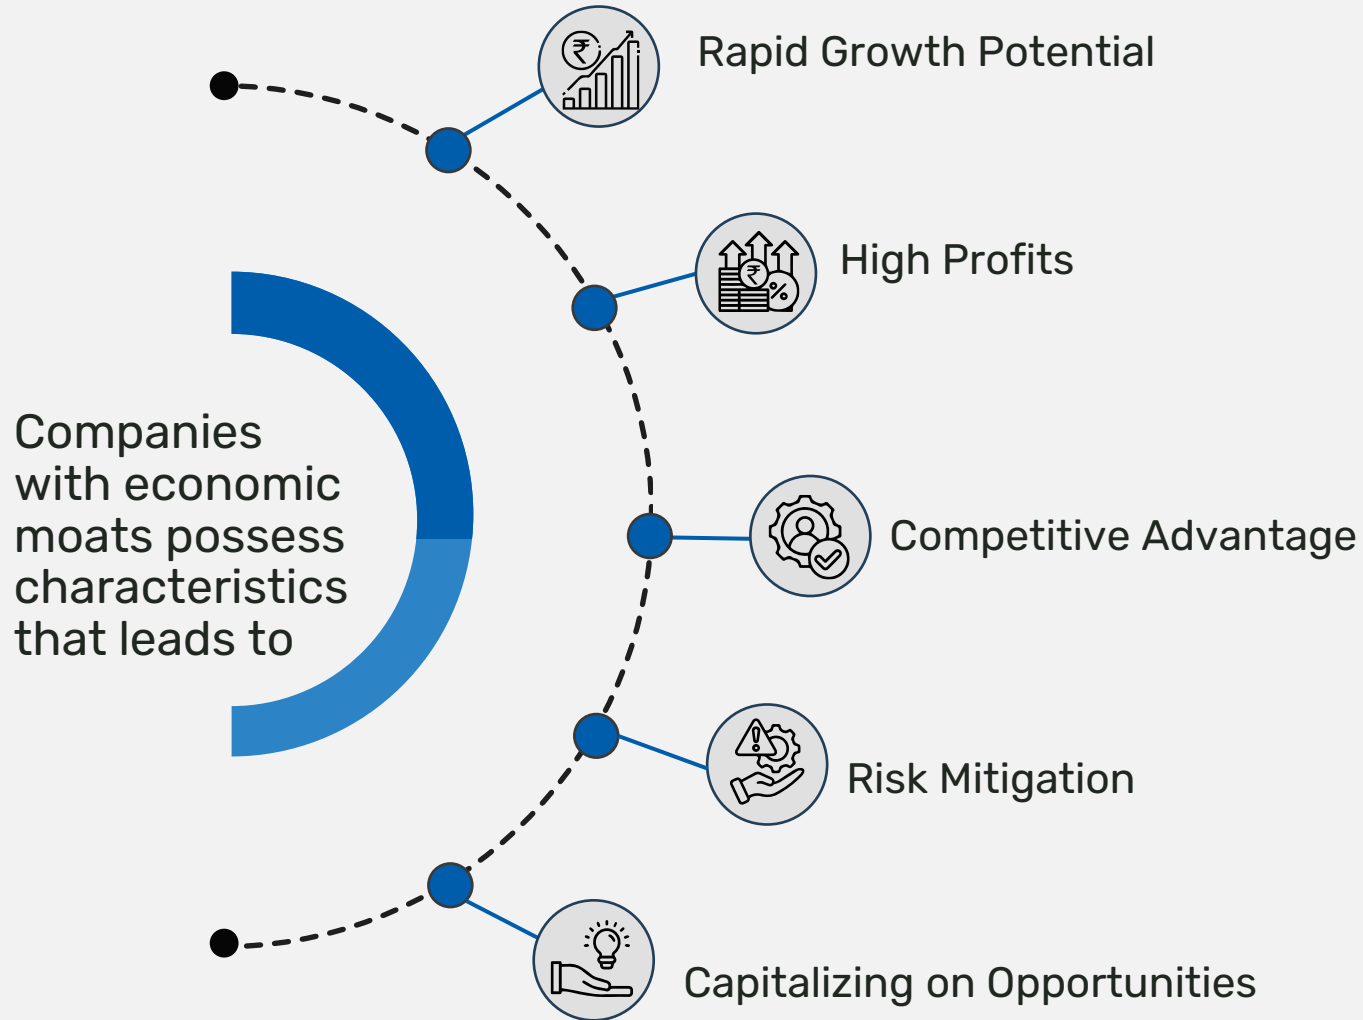 Rapid Growth Potential
High Profits
Companies
with economic
moats possess
characteristics
that leads to
Competitive Advantage
Risk Mitigation
Capitalizing on Opportunities